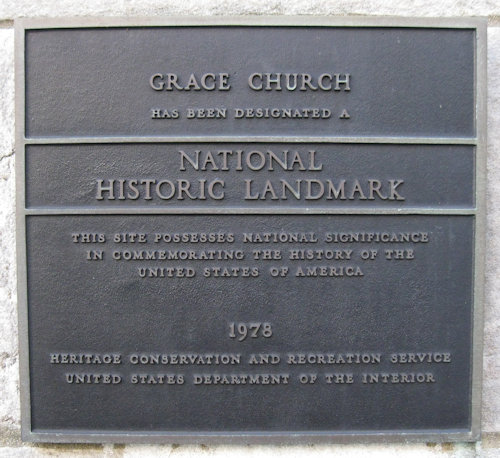 GRACE CHURCH
HAS BEEN DESIGNATED A
NATIONAL
HISTORIC LANDMARK
THIS SITE POSSESSES NATIONAL SIGNIFICANCE
IN COMMEMORATING THE HISTORY OF THE
UNITED STATES OF AMERICA
1978
HERITAGE CONSERVATION AND RECREATION SERVICE
UNITED STATES DEPARTMENT OF THE INTERIOR